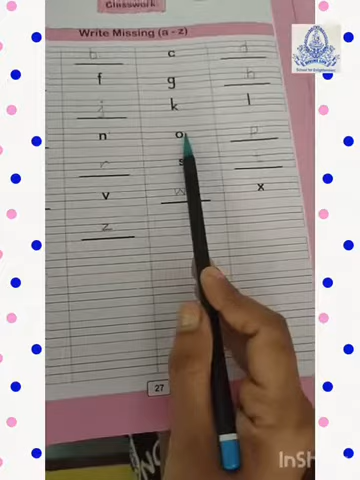 Classwork
Write Missing (a - z)
b c d
f g h
j k l
n o p
r s t
v w x
z
27
InSh